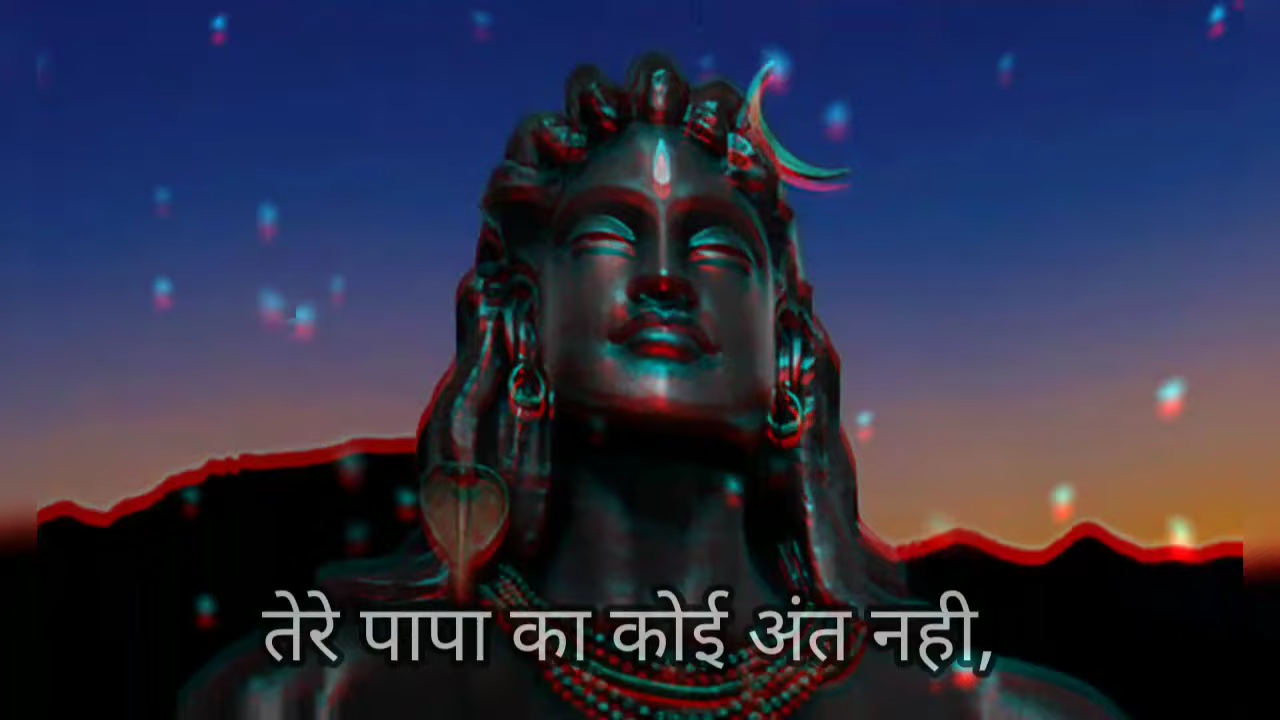 तेरे पापा का कोई अंत नही,